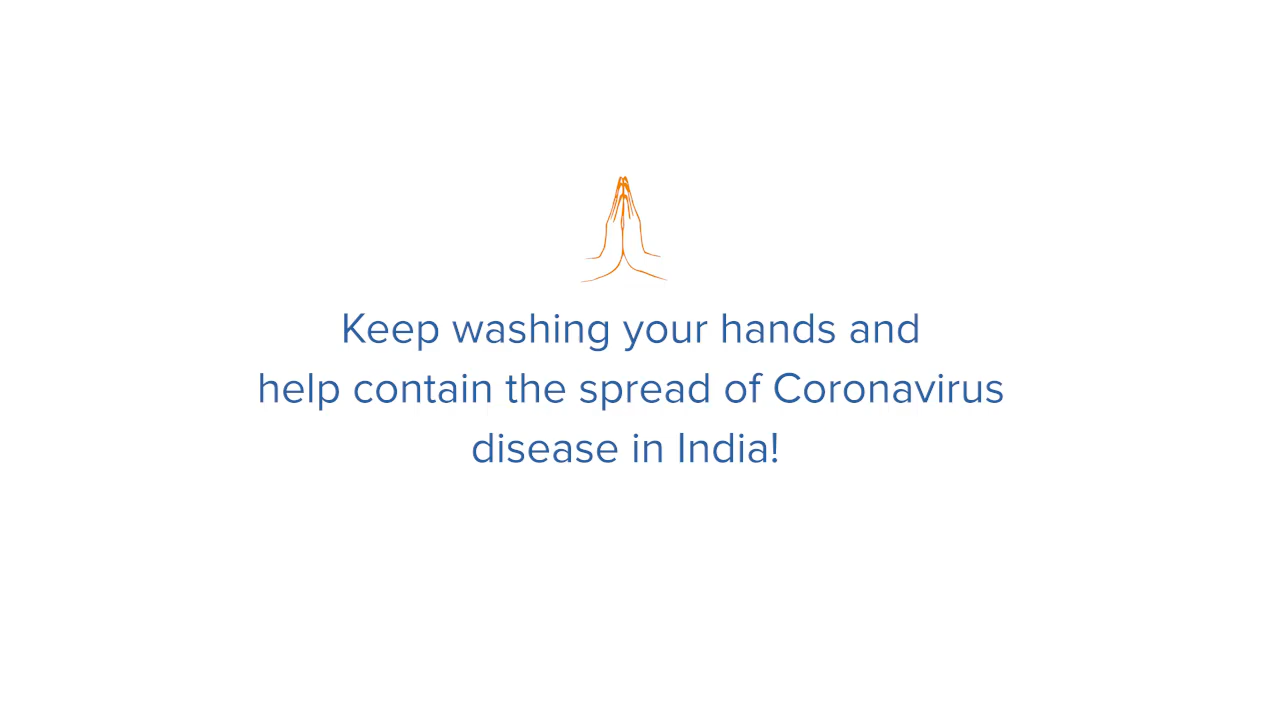 Keep washing your hands and
help contain the spread of Coronavirus
disease in India!